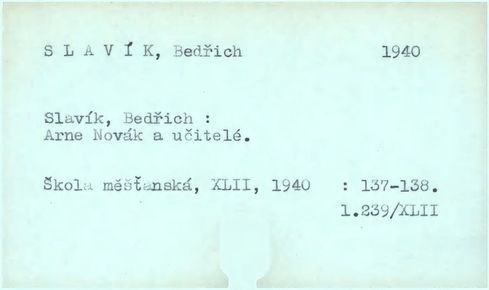 S L A V Í K, Bedřich 1940
Slavík, Bedřich :
Arne Novák a učitelé.
Škola měšťanská, XLII, 1940 : 137-138.
1.239/XLII